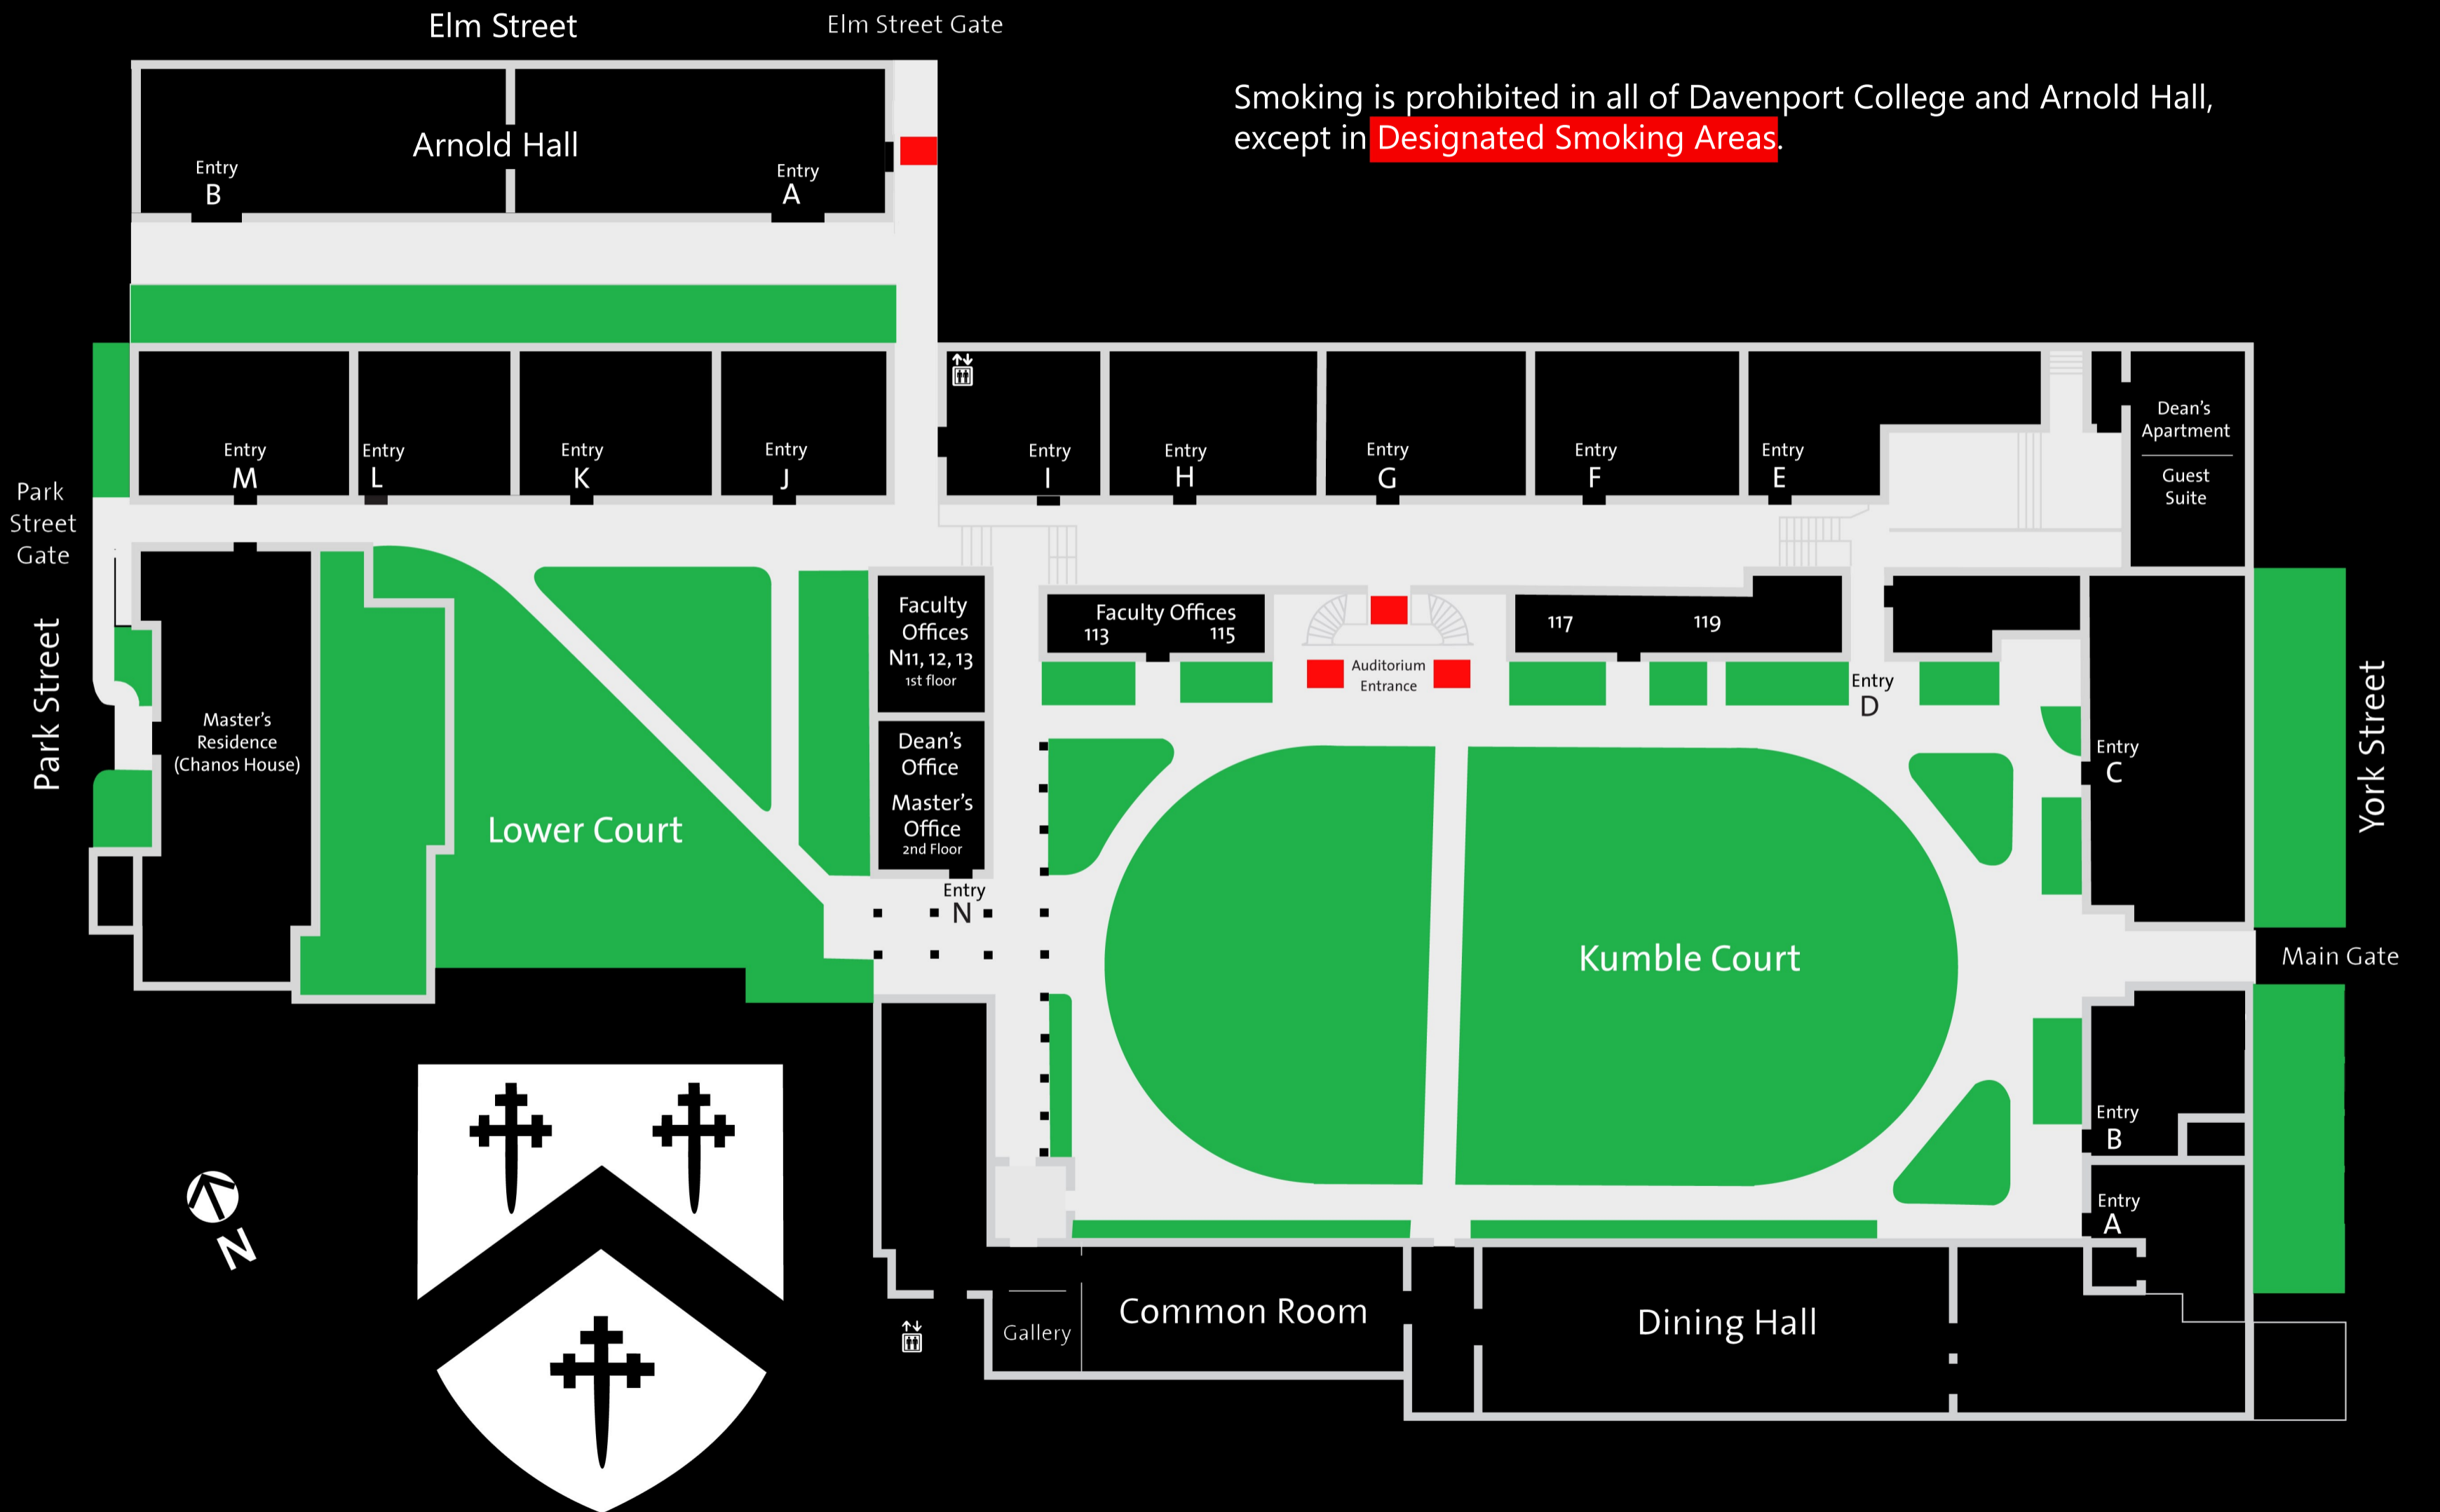 Elm Street
Elm Street Gate
Smoking is prohibited in all of Davenport College and Arnold Hall,
except in Designated Smoking Areas.
Arnold Hall
Entry
B
Entry
A
Entry
M
Entry
L
Entry
K
Entry
J
Entry
I
Entry
H
Entry
G
Entry
F
Entry
E
Dean's
Apartment
Guest
Suite
Park
Street
Gate
Park Street
Master's
Residence
(Chanos House)
Lower Court
Faculty
Offices
N11, 12, 13
1st floor
Dean's
Office
Master's
Office
2nd Floor
Entry
N
Faculty Offices
113
115
Auditorium
Entrance
117
119
Entry
D
Entry
C
York Street
Kumble Court
Main Gate
Entry
B
Entry
A
N
Gallery
Common Room
Dining Hall